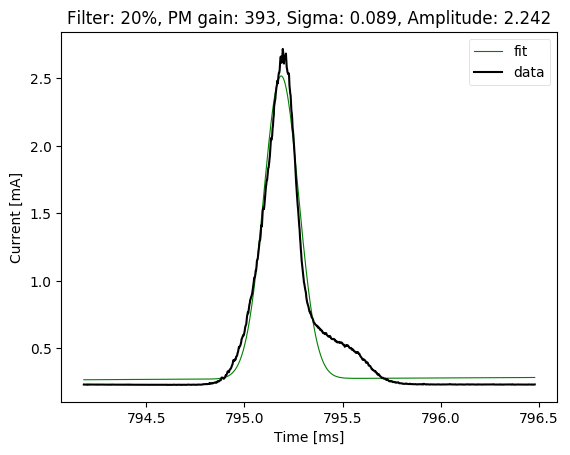 Filter: 20%, PM gain: 393, Sigma: 0.089, Amplitude: 2.242
fit
data
2.5
2.0
1.5
1.0
0.5
Current [mA]
794.5
795.0
795.5
796.0
796.5
Time [ms]